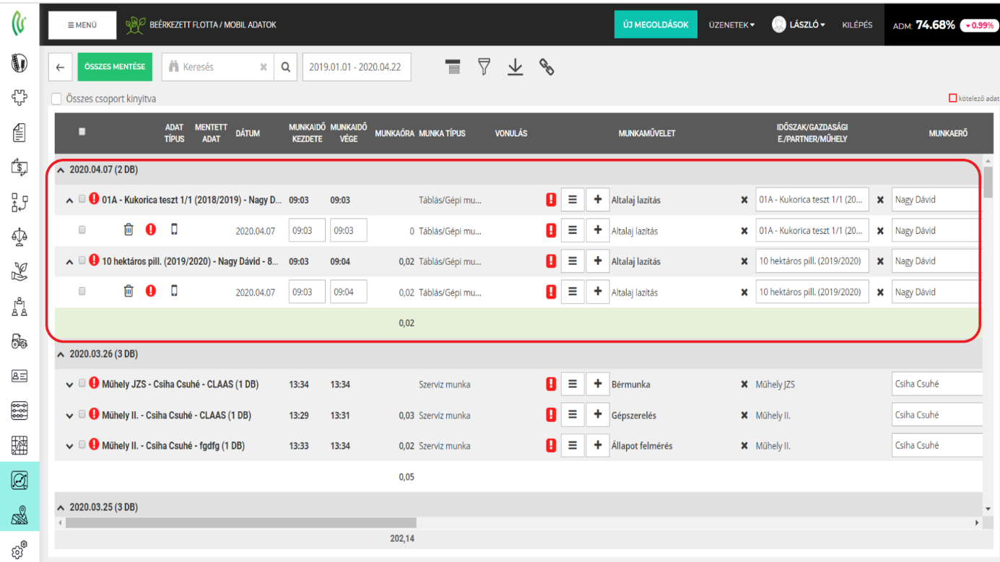 ≡ MENÜ BEÉRKEZETT FLOTTA / MOBIL ADATOK ÚJ MEGOLDÁSOK ÜZENETEK LÁSZLÓ KILÉPÉS ADM: 74.68% 0.99%
ÖSSZES MENTÉSE Keresés 2019.01.01 - 2020.04.22
Összes csoport kinyitva kötelező adat
ADAT TÍPUS MENTETT ADAT DÁTUM MUNKAIDŐ KEZDETE MUNKAIDŐ VÉGE MUNKAÓRA MUNKA TÍPUS VONULÁS MUNKAMŰVELET IDŐSZAK/GAZDASÁGI E./PARTNER/MŰHELY MUNKAERŐ
2020.04.07 (2 DB)
01A - Kukorica teszt 1/1 (2018/2019) - Nagy D... 09:03 09:03 Táblás/Gépi mu... Altalaj lazítás 01A - Kukorica teszt 1/1 (20... Nagy Dávid
2020.04.07 09:03 09:03 0 Táblás/Gépi mu... Altalaj lazítás 01A - Kukorica teszt 1/1 (20... Nagy Dávid
10 hektáros pill. (2019/2020) - Nagy Dávid - 8... 09:03 09:04 0,02 Táblás/Gépi mu... Altalaj lazítás 10 hektáros pill. (2019/2020) Nagy Dávid
2020.04.07 09:03 09:04 0,02 Táblás/Gépi mu... Altalaj lazítás 10 hektáros pill. (2019/2020) Nagy Dávid
0,02
2020.03.26 (3 DB)
Műhely JZS - Csiha Csuhé - CLAAS (1 DB) 13:34 13:34 Szerviz munka Bérmunka Műhely JZS Csiha Csuhé
Műhely II. - Csiha Csuhé - CLAAS (1 DB) 13:29 13:31 0,03 Szerviz munka Gépszerelés Műhely II. Csiha Csuhé
Műhely II. - Csiha Csuhé - fgdfg (1 DB) 13:33 13:34 0,02 Szerviz munka Állapot felmérés Műhely II. Csiha Csuhé
0,05
2020.03.25 (3 DB)
202,14